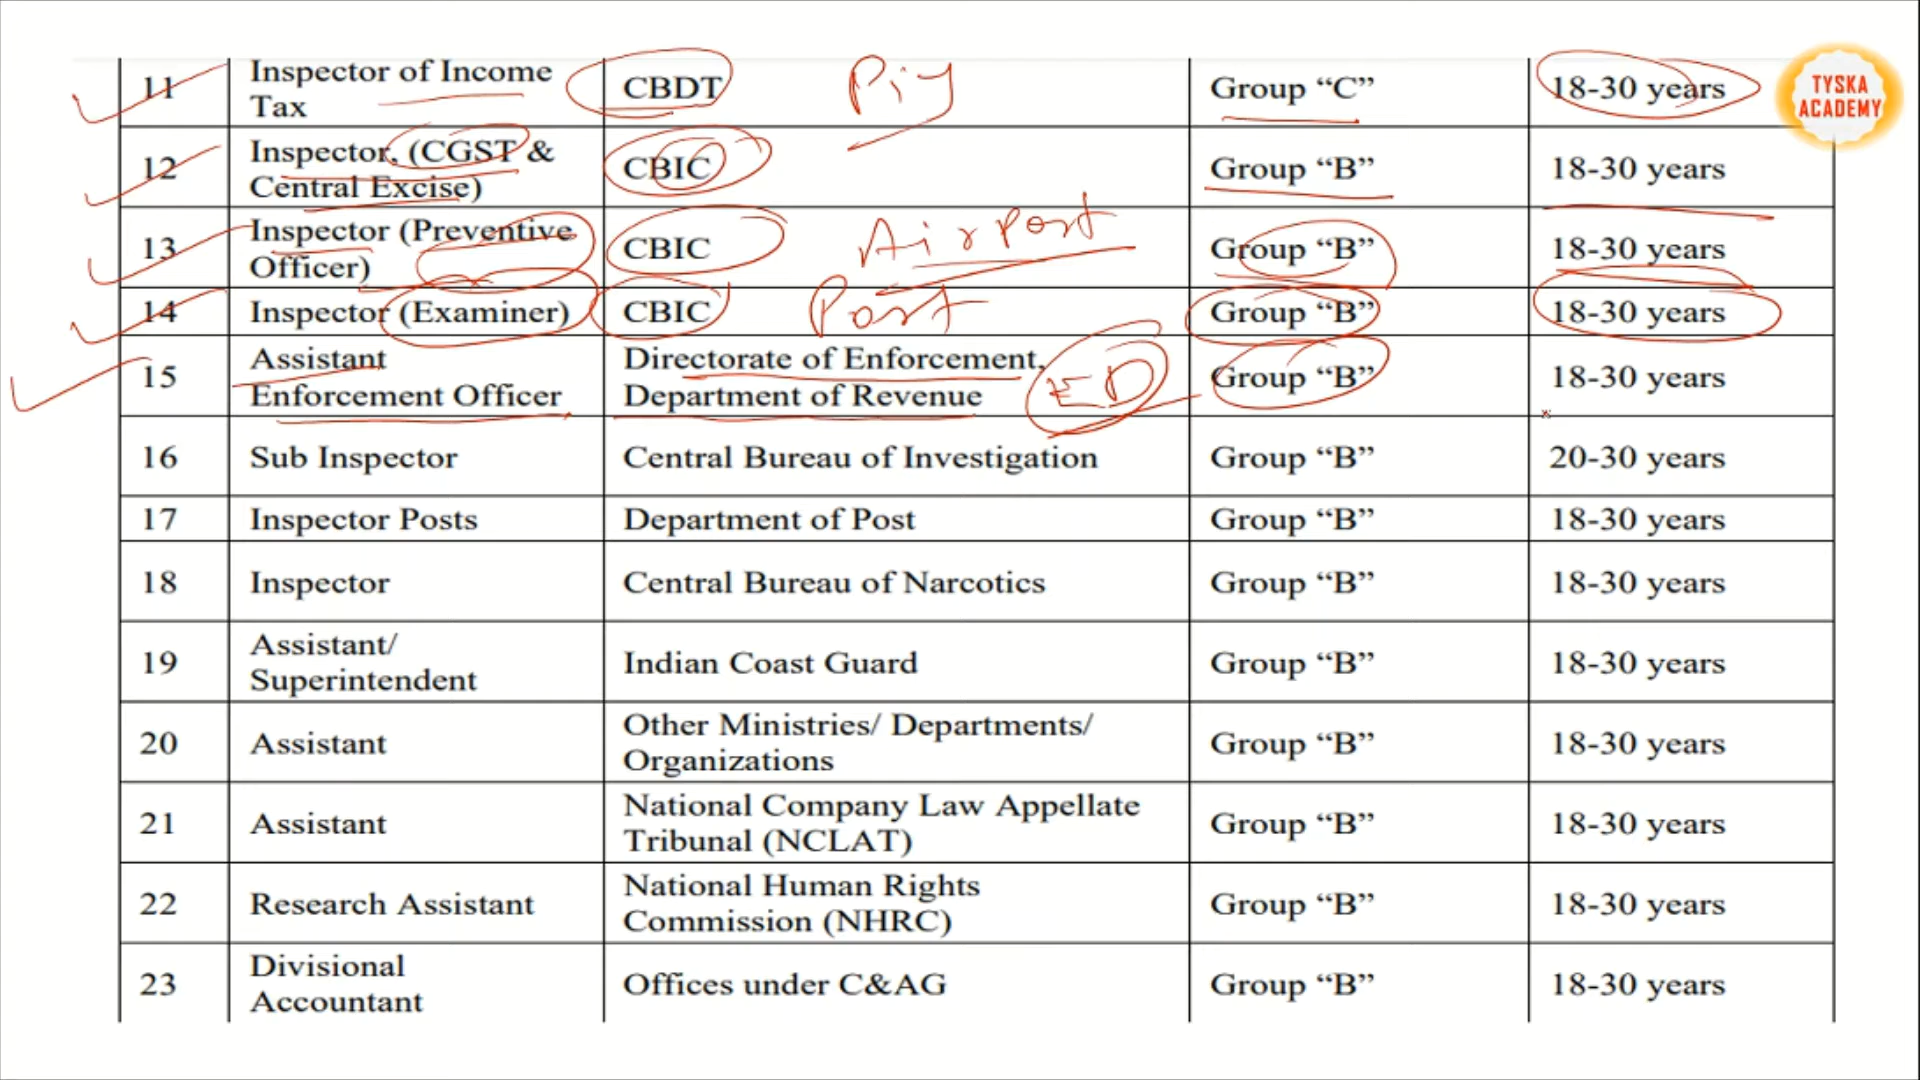 11 Inspector of Income Tax CBDT Group “C” 18-30 years
TYSKA
ACADEMY
12 Inspector, (CGST & Central Excise) CBIC Group “B” 18-30 years
13 Inspector (Preventive Officer) CBIC Airport Group “B” 18-30 years
14 Inspector (Examiner) CBIC Port Group “B” 18-30 years
15 Assistant Enforcement Officer Directorate of Enforcement, Department of Revenue ED Group “B” 18-30 years
16 Sub Inspector Central Bureau of Investigation Group “B” 20-30 years
17 Inspector Posts Department of Post Group “B” 18-30 years
18 Inspector Central Bureau of Narcotics Group “B” 18-30 years
19 Assistant/ Superintendent Indian Coast Guard Group “B” 18-30 years
20 Assistant Other Ministries/ Departments/ Organizations Group “B” 18-30 years
21 Assistant National Company Law Appellate Tribunal (NCLAT) Group “B” 18-30 years
22 Research Assistant National Human Rights Commission (NHRC) Group “B” 18-30 years
23 Divisional Accountant Offices under C&AG Group “B” 18-30 years